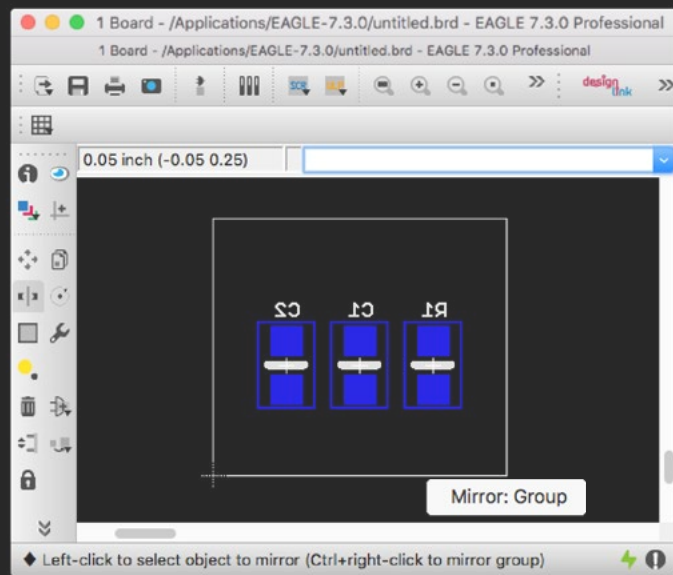 1 Board - /Applications/EAGLE-7.3.0/untitled.brd - EAGLE 7.3.0 Professional
1 Board - /Applications/EAGLE-7.3.0/untitled.brd - EAGLE 7.3.0 Professional
SCR
design link
0.05 inch (-0.05 0.25)
C2 C1 R1
Mirror: Group
Left-click to select object to mirror (Ctrl+right-click to mirror group)